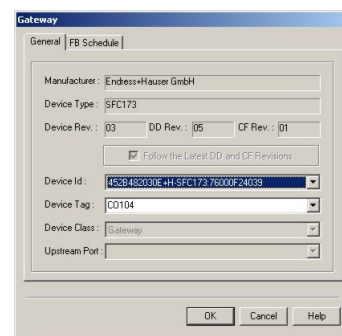 Gateway
General FB Schedule
Manufacturer : Endress+Hauser GmbH
Device Type : SFC173
Device Rev. : 03 DD Rev. : 05 CF Rev. : 01
Follow the Latest DD and CF Revisions
Device Id : 452B482030E+H-SFC173:76000F24039
Device Tag : CO104
Device Class : Gateway
Upstream Port :
OK Cancel Help